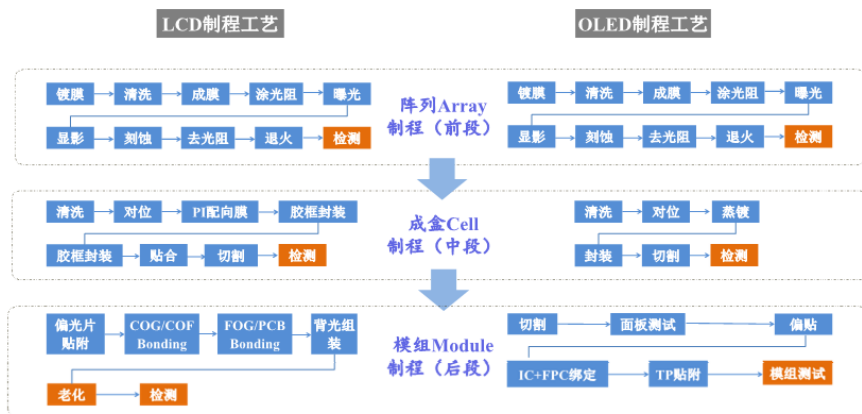 LCD制程工艺
OLED制程工艺
镀膜 清洗 成膜 涂光阻 曝光
显影 刻蚀 去光阻 退火 检测
阵列Array
制程（前段）
镀膜 清洗 成膜 涂光阻 曝光
显影 刻蚀 去光阻 退火 检测
清洗 对位 PI配向膜 胶框封装
胶框封装 贴合 切割 检测
成盒Cell
制程（中段）
清洗 对位 蒸镀
封装 切割 检测
偏光片
贴附
COG/COF
Bonding
FOG/PCB
Bonding
背光组
装
老化 检测
模组Module
制程（后段）
切割 面板测试 偏贴
IC+FPC绑定 TP贴附 模组测试